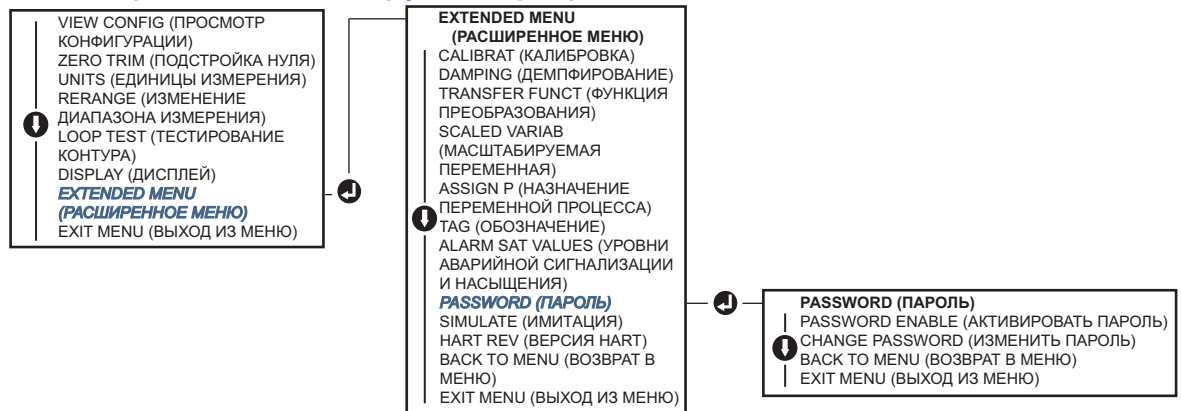 VIEW CONFIG (ПРОСМОТР
КОНФИГУРАЦИИ)
ZERO TRIM (ПОДСТРОЙКА НУЛЯ)
UNITS (ЕДИНИЦЫ ИЗМЕРЕНИЯ)
RERANGE (ИЗМЕНЕНИЕ
ДИАПАЗОНА ИЗМЕРЕНИЯ)
LOOP TEST (ТЕСТИРОВАНИЕ
КОНТУРА)
DISPLAY (ДИСПЛЕЙ)
EXTENDED MENU
(РАСШИРЕННОЕ МЕНЮ)
EXIT MENU (ВЫХОД ИЗ МЕНЮ)
EXTENDED MENU
(РАСШИРЕННОЕ МЕНЮ)
CALIBRAT (КАЛИБРОВКА)
DAMPING (ДЕМПФИРОВАНИЕ)
TRANSFER FUNCT (ФУНКЦИЯ
ПРЕОБРАЗОВАНИЯ)
SCALED VARIAB
(МАСШТАБИРУЕМАЯ
ПЕРЕМЕННАЯ)
ASSIGN P (НАЗНАЧЕНИЕ
ПЕРЕМЕННОЙ ПРОЦЕССА)
TAG (ОБОЗНАЧЕНИЕ)
ALARM SAT VALUES (УРОВНИ
АВАРИЙНОЙ СИГНАЛИЗАЦИИ
И НАСЫЩЕНИЯ)
PASSWORD (ПАРОЛЬ)
SIMULATE (ИМИТАЦИЯ)
HART REV (ВЕРСИЯ HART)
BACK TO MENU (ВОЗВРАТ В
МЕНЮ)
EXIT MENU (ВЫХОД ИЗ МЕНЮ)
PASSWORD (ПАРОЛЬ)
PASSWORD ENABLE (АКТИВИРОВАТЬ ПАРОЛЬ)
CHANGE PASSWORD (ИЗМЕНИТЬ ПАРОЛЬ)
BACK TO MENU (ВОЗВРАТ В МЕНЮ)
EXIT MENU (ВЫХОД ИЗ МЕНЮ)